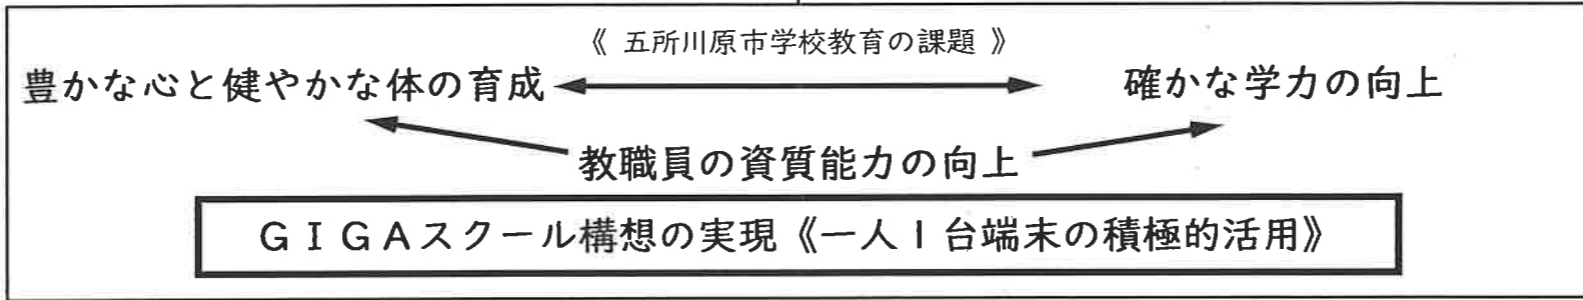 《 五所川原市学校教育の課題 》
豊かな心と健やかな体の育成 確かな学力の向上
教職員の資質能力の向上
ＧＩＧＡスクール構想の実現《一人１台端末の積極的活用》